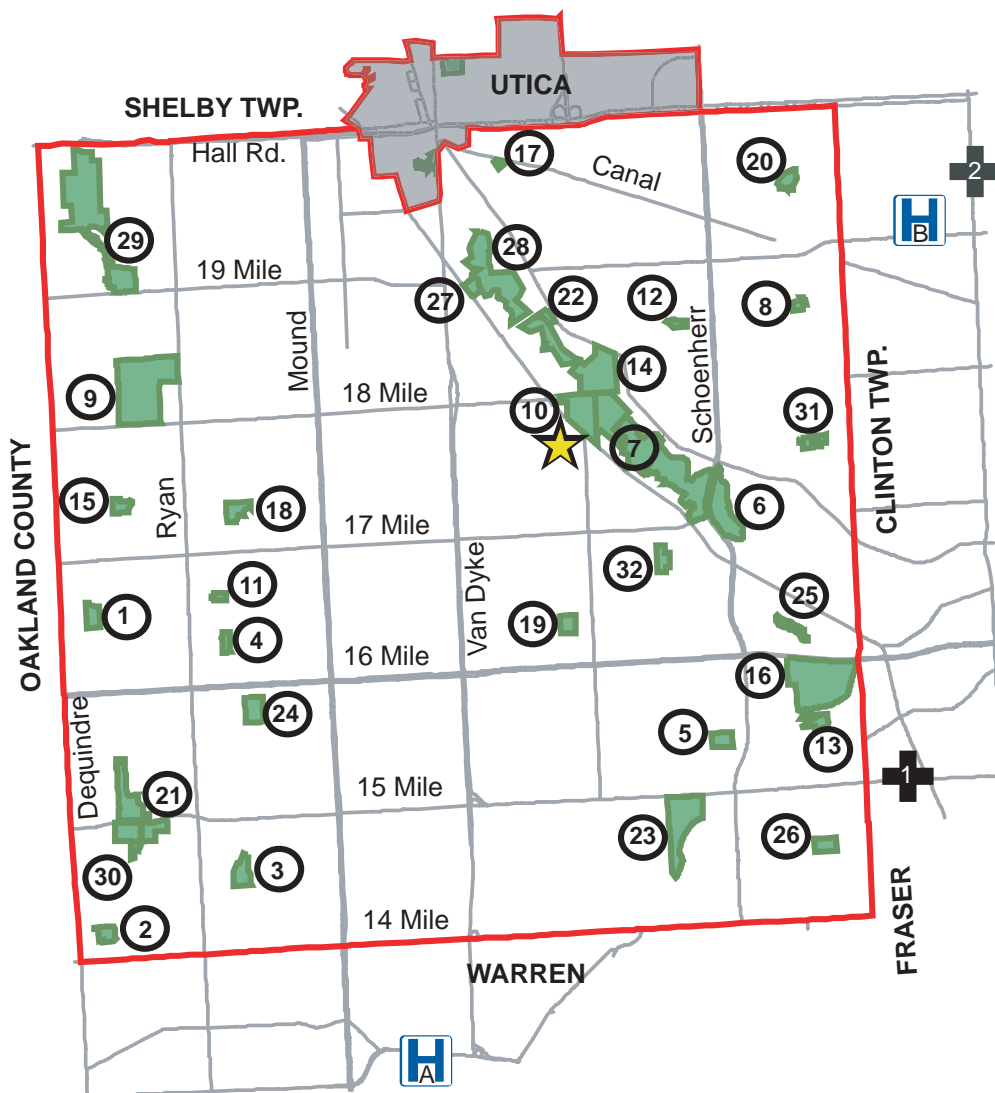 UTICA
SHELBY TWP.
Hall Rd.
17
Canal
20
2
B
29
28
19 Mile
27
22
12
8
Mound
Schoenherr
14
9
18 Mile
10
31
CLINTON TWP.
7
OAKLAND COUNTY
15
Ryan
18
17 Mile
6
Van Dyke
32
11
25
1
4
19
16 Mile
16
24
5
13
Dequindre
15 Mile
1
21
23
26
30
3
2
14 Mile
FRASER
WARREN
A